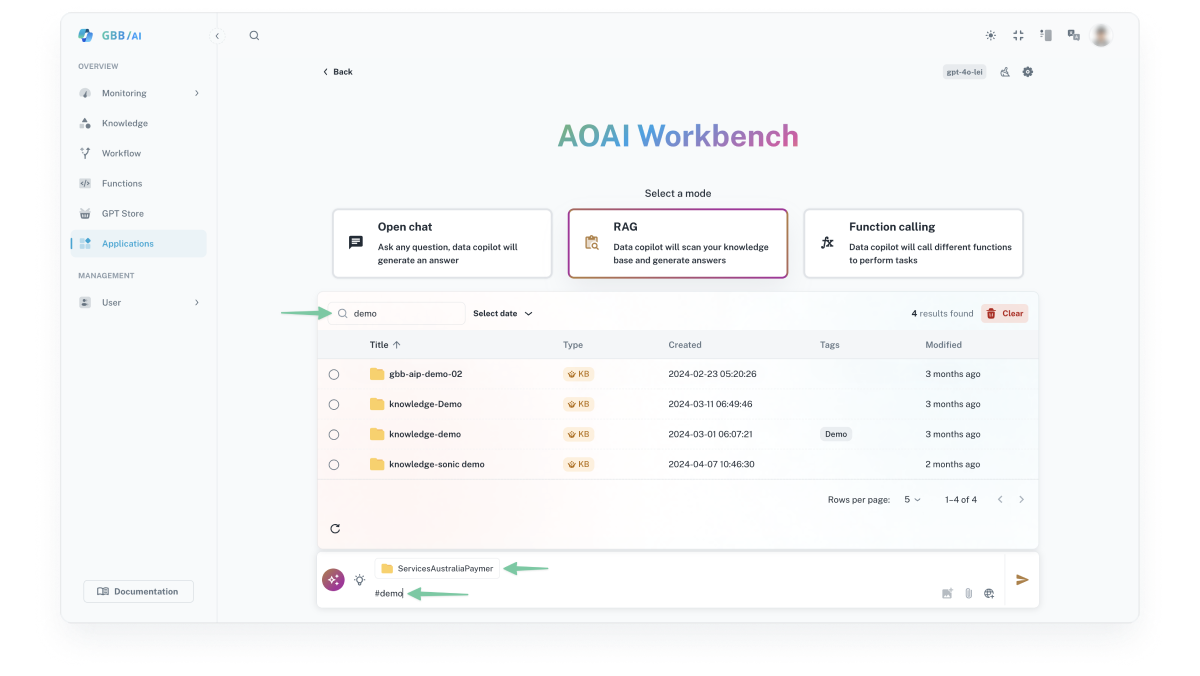 GBB/AI
OVERVIEW
Monitoring
Knowledge
Workflow
Functions
GPT Store
Applications
MANAGEMENT
User
Documentation
Back
gpt-4o-lei
AOAI Workbench
Select a mode
Open chat
Ask any question, data copilot will
generate an answer
RAG
Data copilot will scan your knowledge
base and generate answers
Function calling
Data copilot will call different functions
to perform tasks
demo Select date 4 results found Clear
Title Type Created Tags Modified
gbb-aip-demo-02 KB 2024-02-23 05:20:26 3 months ago
knowledge-Demo KB 2024-03-11 06:49:46 3 months ago
knowledge-demo KB 2024-03-01 06:07:21 Demo 3 months ago
knowledge-sonic demo KB 2024-04-07 10:46:30 2 months ago
Rows per page: 5 1–4 of 4
ServicesAustraliaPaymer
#demo